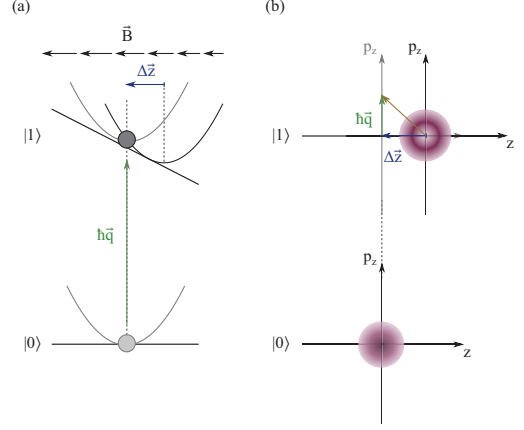 (a)
B⃗
Δz⃗
|1⟩
ħq⃗
|0⟩
(b)
p_z p_z
ħq⃗
|1⟩
z
Δz⃗
p_z
|0⟩
z